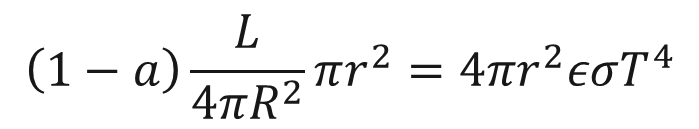 (1 − a) L/(4πR²) πr² = 4πr²ϵσT⁴